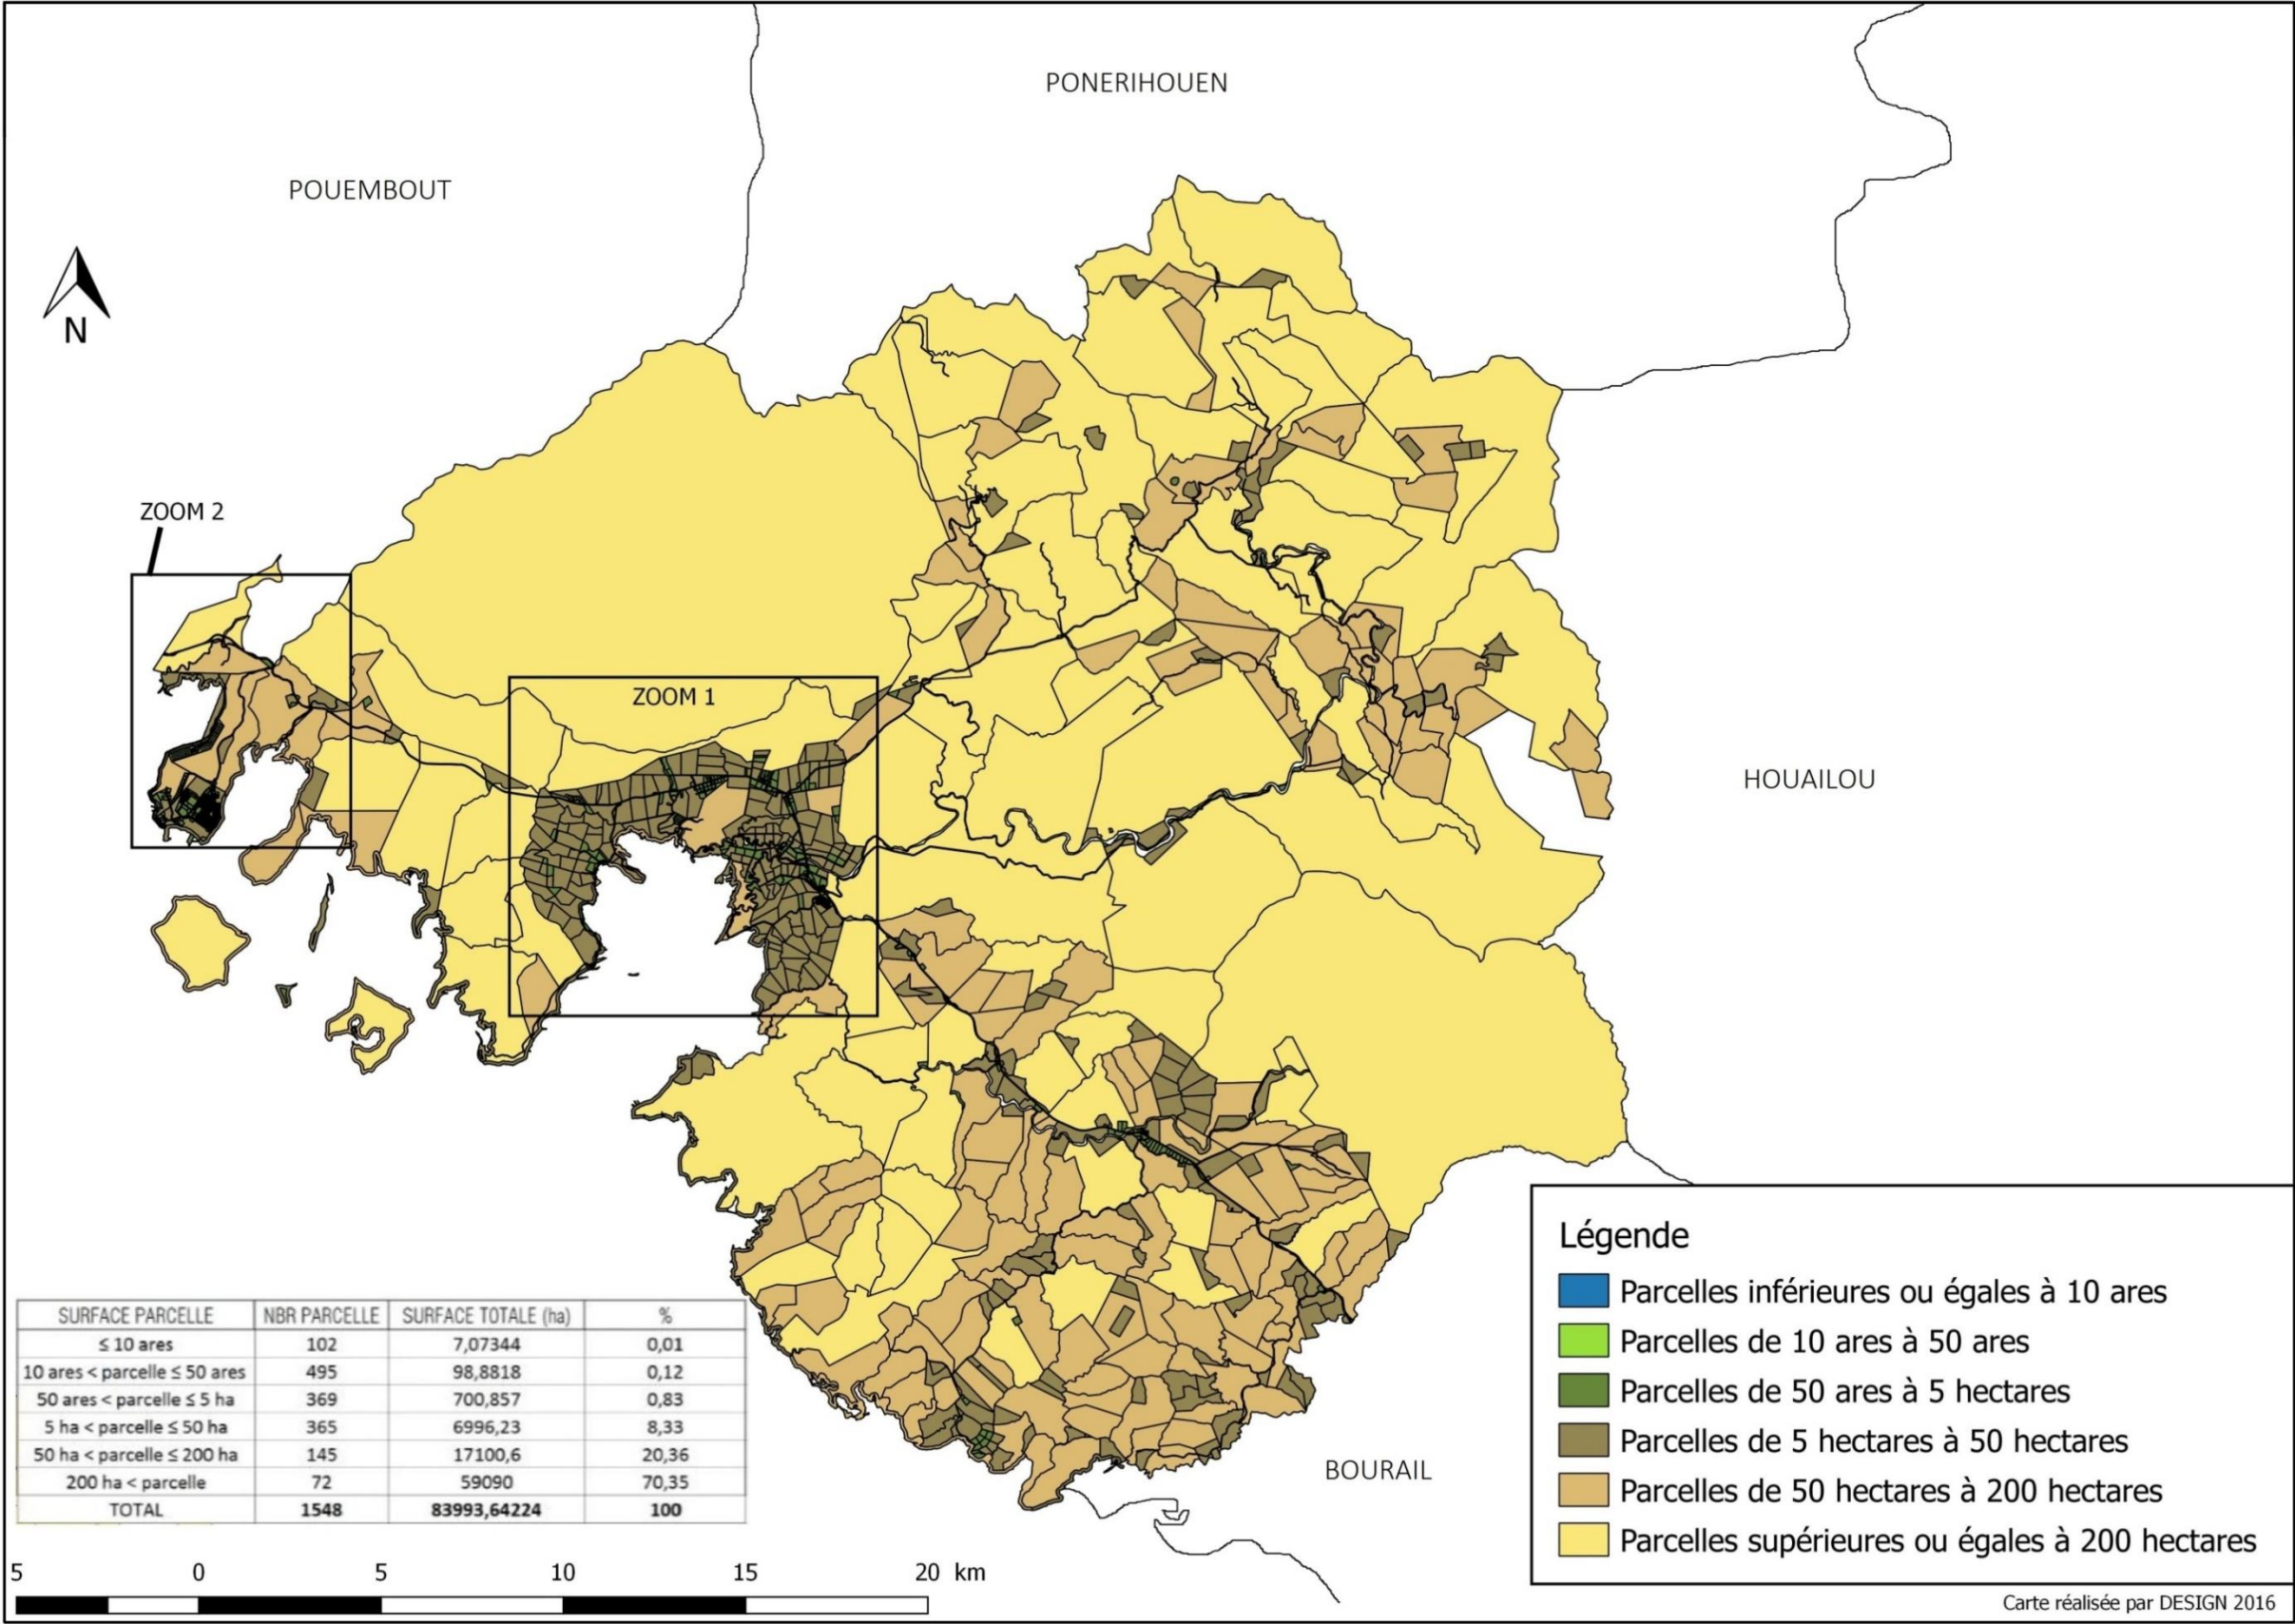 PONERIHOUEN
POUEMBOUT
N
ZOOM 2
ZOOM 1
HOUAILOU
BOURAIL
SURFACE PARCELLE NBR PARCELLE SURFACE TOTALE (ha) %
≤ 10 ares 102 7,07344 0,01
10 ares < parcelle ≤ 50 ares 495 98,8818 0,12
50 ares < parcelle ≤ 5 ha 369 700,857 0,83
5 ha < parcelle ≤ 50 ha 365 6996,23 8,33
50 ha < parcelle ≤ 200 ha 145 17100,6 20,36
200 ha < parcelle 72 59090 70,35
TOTAL 1548 83993,64224 100
5 0 5 10 15 20 km
Légende
Parcelles inférieures ou égales à 10 ares
Parcelles de 10 ares à 50 ares
Parcelles de 50 ares à 5 hectares
Parcelles de 5 hectares à 50 hectares
Parcelles de 50 hectares à 200 hectares
Parcelles supérieures ou égales à 200 hectares
Carte réalisée par DESIGN 2016